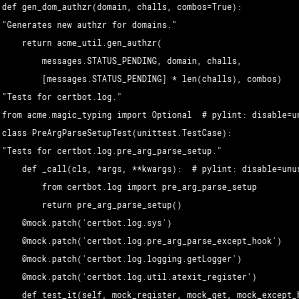 def gen_dom_authzr(domain, challs, combos=True):
"Generates new authzr for domains."
return acme_util.gen_authzr(
messages.STATUS_PENDING, domain, challs,
[messages.STATUS_PENDING] * len(challs), combos)
"Tests for certbot.log."
from acme.magic_typing import Optional  # pylint: disable=un
class PreArgParseSetupTest(unittest.TestCase):
"Tests for certbot.log.pre_arg_parse_setup."
def _call(cls, *args, **kwargs):  # pylint: disable=unus
from certbot.log import pre_arg_parse_setup
return pre_arg_parse_setup()
@mock.patch('certbot.log.sys')
@mock.patch('certbot.log.pre_arg_parse_except_hook')
@mock.patch('certbot.log.logging.getLogger')
@mock.patch('certbot.log.util.atexit_register')
def test_it(self, mock_register, mock_get, mock_except_h